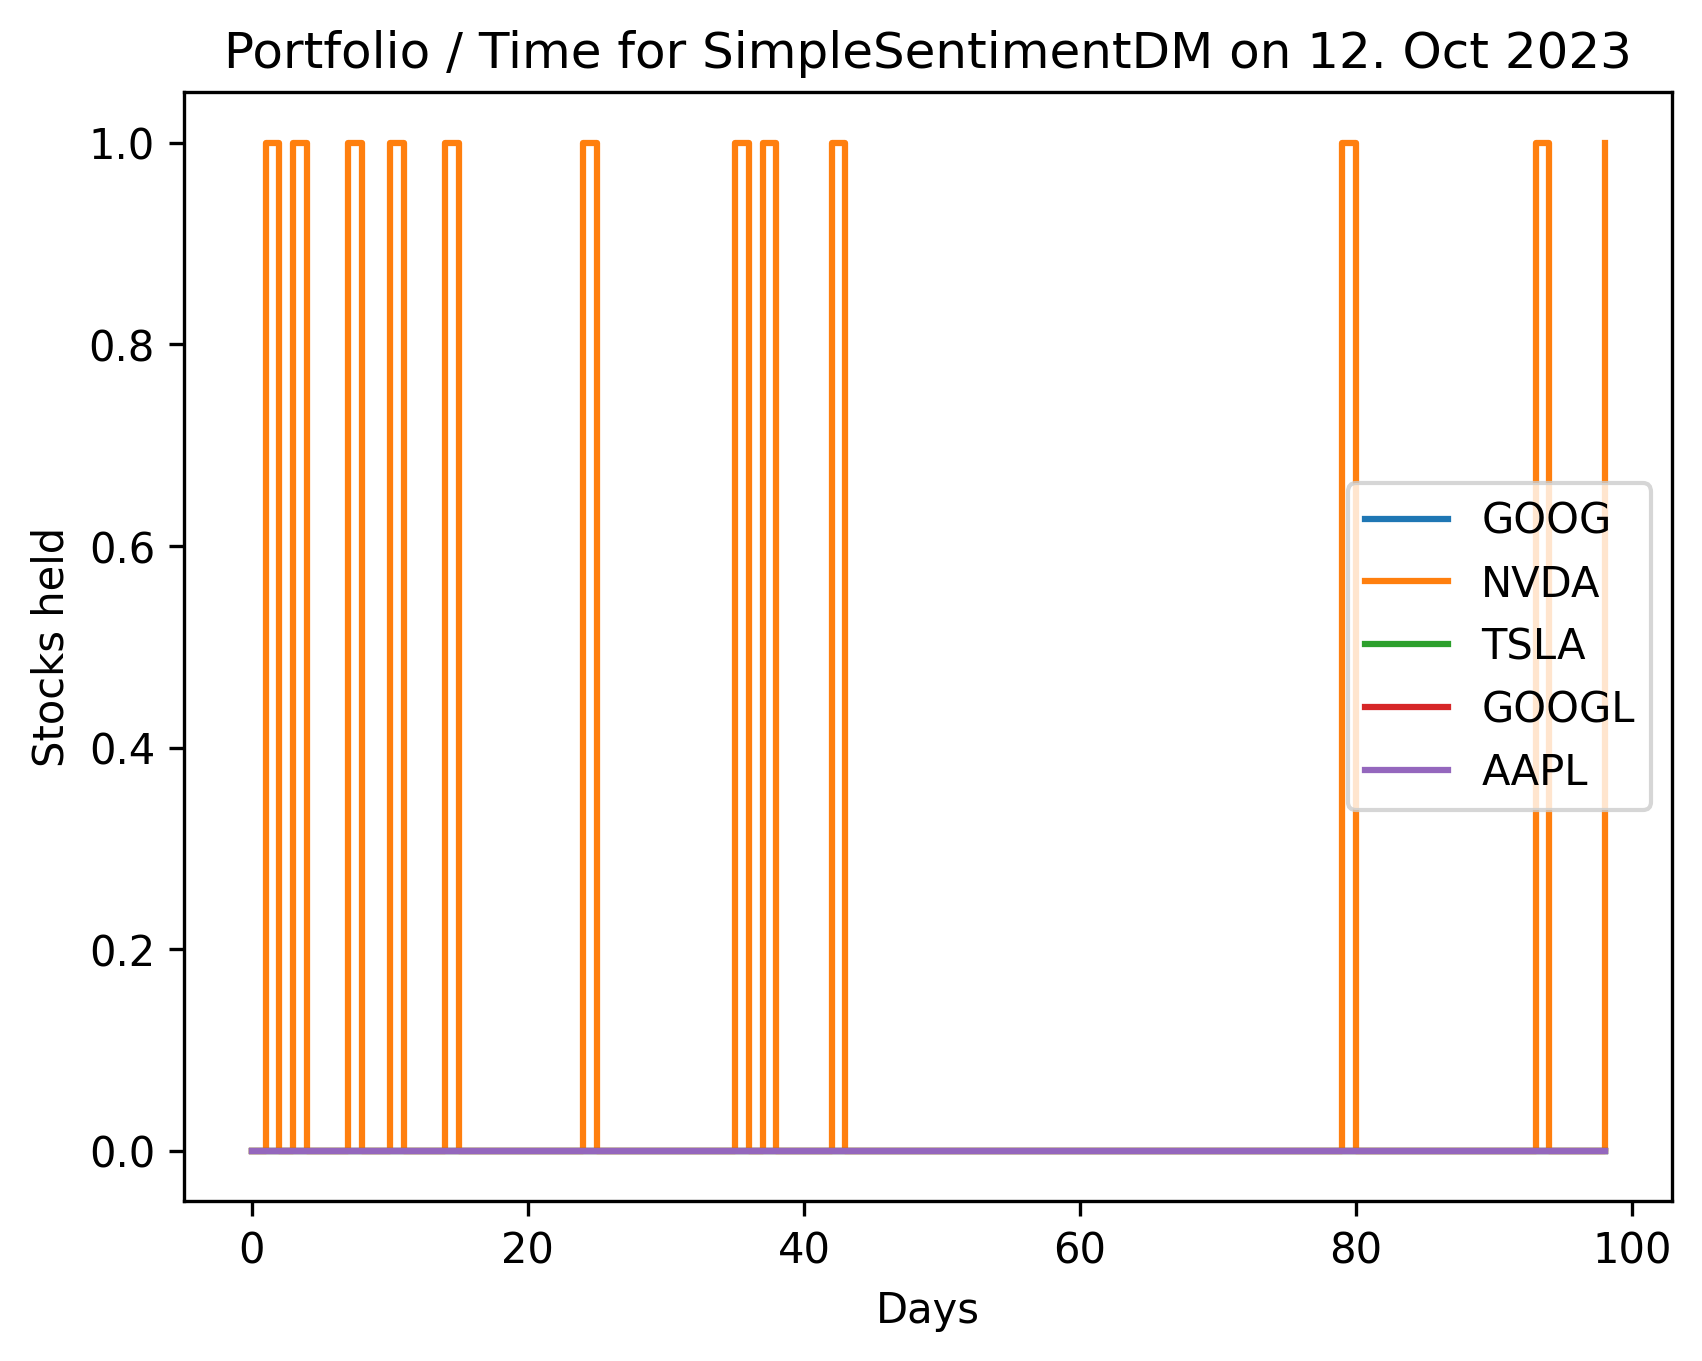 Portfolio / Time for SimpleSentimentDM on 12. Oct 2023
1.0
0.8
0.6
0.4
0.2
0.0
Stocks held
GOOG
NVDA
TSLA
GOOGL
AAPL
0 20 40 60 80 100
Days